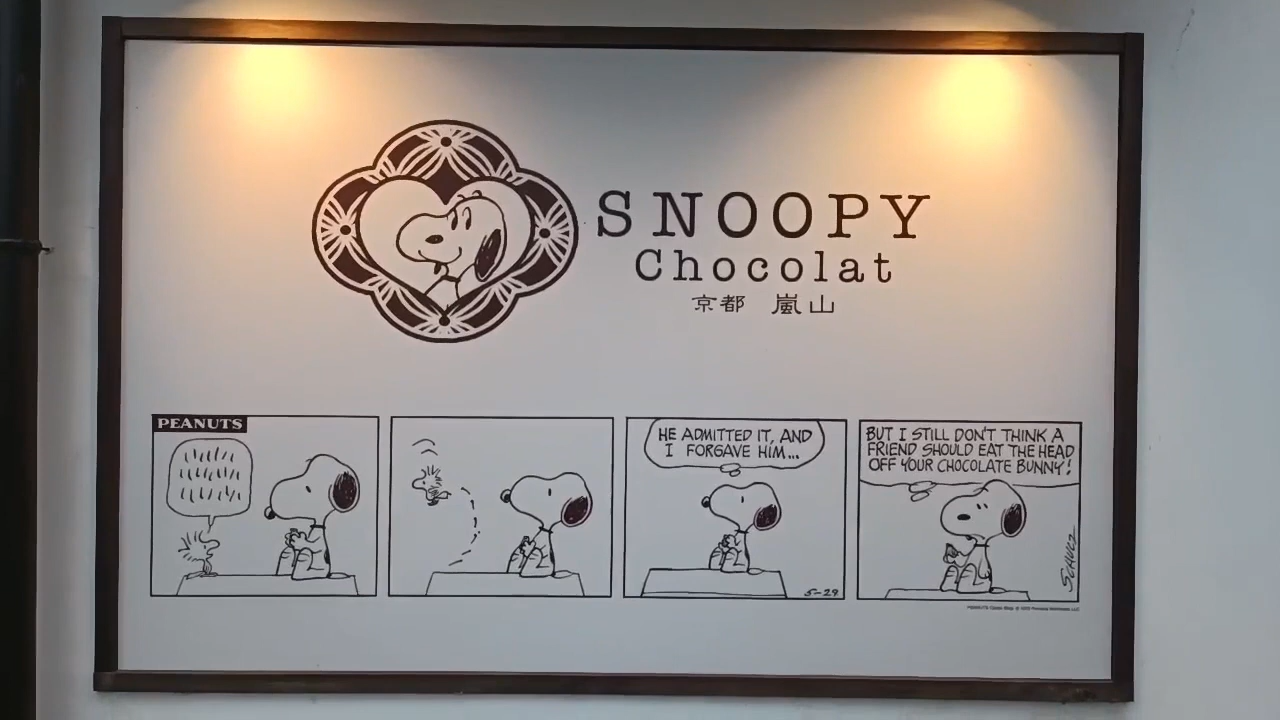 SNOOPY
Chocolat
京都 嵐山
PEANUTS
HE ADMITTED IT, AND
I FORGAVE HIM...
5-29
BUT I STILL DON'T THINK A
FRIEND SHOULD EAT THE HEAD
OFF YOUR CHOCOLATE BUNNY!
SCHULZ